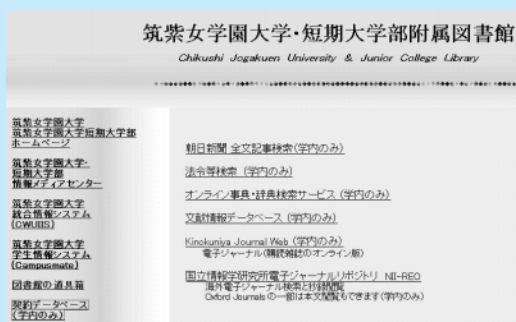 筑紫女学園大学・短期大学部附属図書館
Chikushi Jogakuen University & Junior College Library
筑紫女学園大学
筑紫女学園大学短期大学部
ホームページ
筑紫女学園大学・
短期大学部
情報メディアセンター
筑紫女学園大学
統合情報システム
(CWUIIS)
筑紫女学園大学
学生情報システム
(Campusmate)
図書館の道具箱
契約データベース
(学内のみ)
朝日新聞 全文記事検索(学内のみ)
法令等検索 (学内のみ)
オンライン事典・辞典検索サービス (学内のみ)
文献情報データベース (学内のみ)
Kinokuniya Journal Web (学内のみ)
電子ジャーナル(購読雑誌のオンライン版)
国立情報学研究所電子ジャーナルリポジトリ NII-REO
海外電子ジャーナル検索と抄録閲覧
Oxford Journals の一部は本文閲覧もできます(学内のみ)